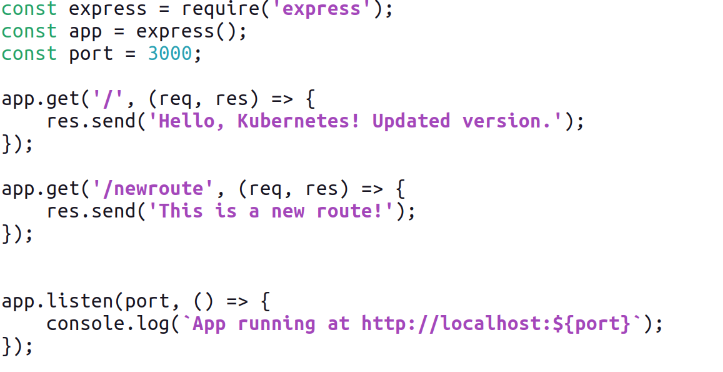 const express = require('express');
const app = express();
const port = 3000;
app.get('/', (req, res) => {
    res.send('Hello, Kubernetes! Updated version.');
});
app.get('/newroute', (req, res) => {
    res.send('This is a new route!');
});
app.listen(port, () => {
    console.log(`App running at http://localhost:${port}`);
});